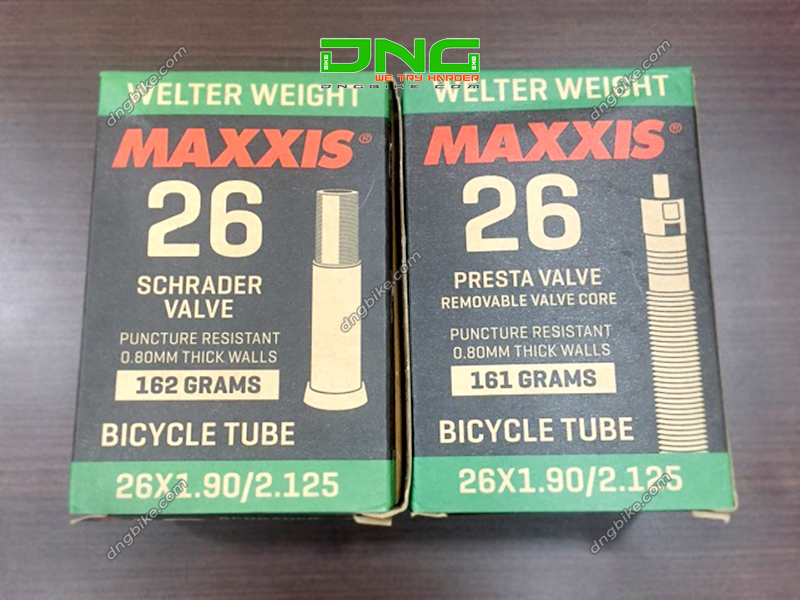 DNG
BIKE
WE TRY HARDER
DNGBIKE.COM
WELTER WEIGHT
MAXXIS®
26
SCHRADER
VALVE
PUNCTURE RESISTANT
0.80MM THICK WALLS
162 GRAMS
BICYCLE TUBE
26X1.90/2.125
WELTER WEIGHT
MAXXIS®
26
PRESTA VALVE
REMOVABLE VALVE CORE
PUNCTURE RESISTANT
0.80MM THICK WALLS
161 GRAMS
BICYCLE TUBE
26X1.90/2.125
dngbike.com
dngbike.com
dngbike.com
dngbike.com
dngbike.com